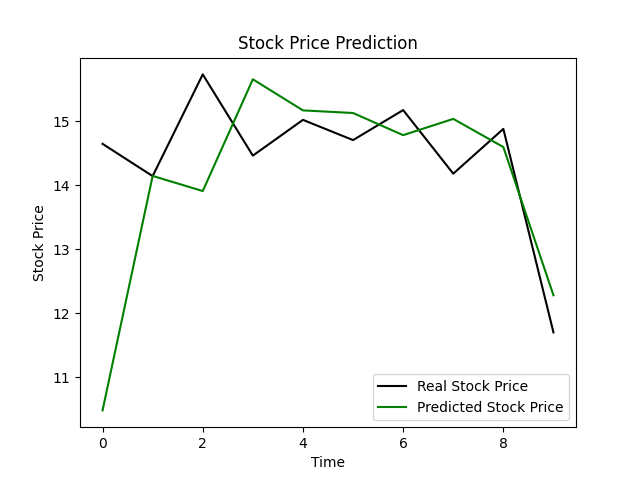 Stock Price Prediction
15
14
13
12
11
Stock Price
0 2 4 6 8
Time
Real Stock Price
Predicted Stock Price